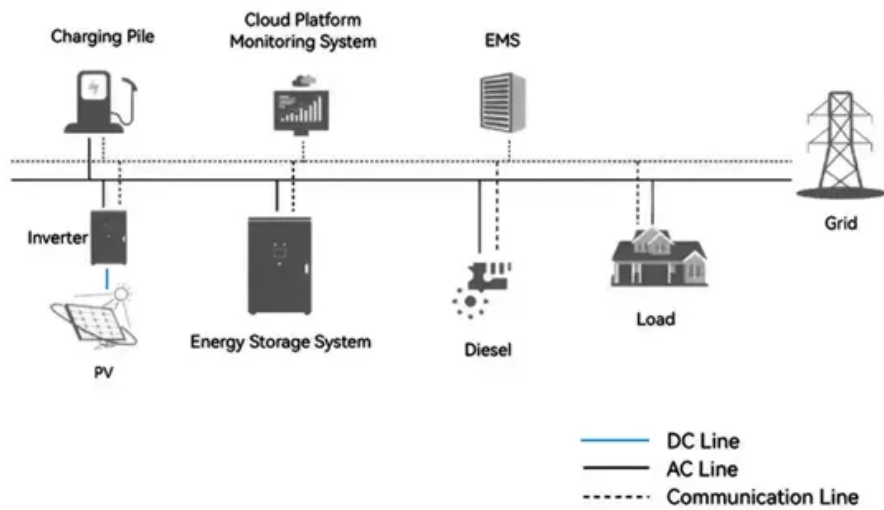 Charging Pile
Cloud Platform
Monitoring System
EMS
Grid
Inverter
Energy Storage System
Diesel
Load
PV
DC Line
AC Line
Communication Line